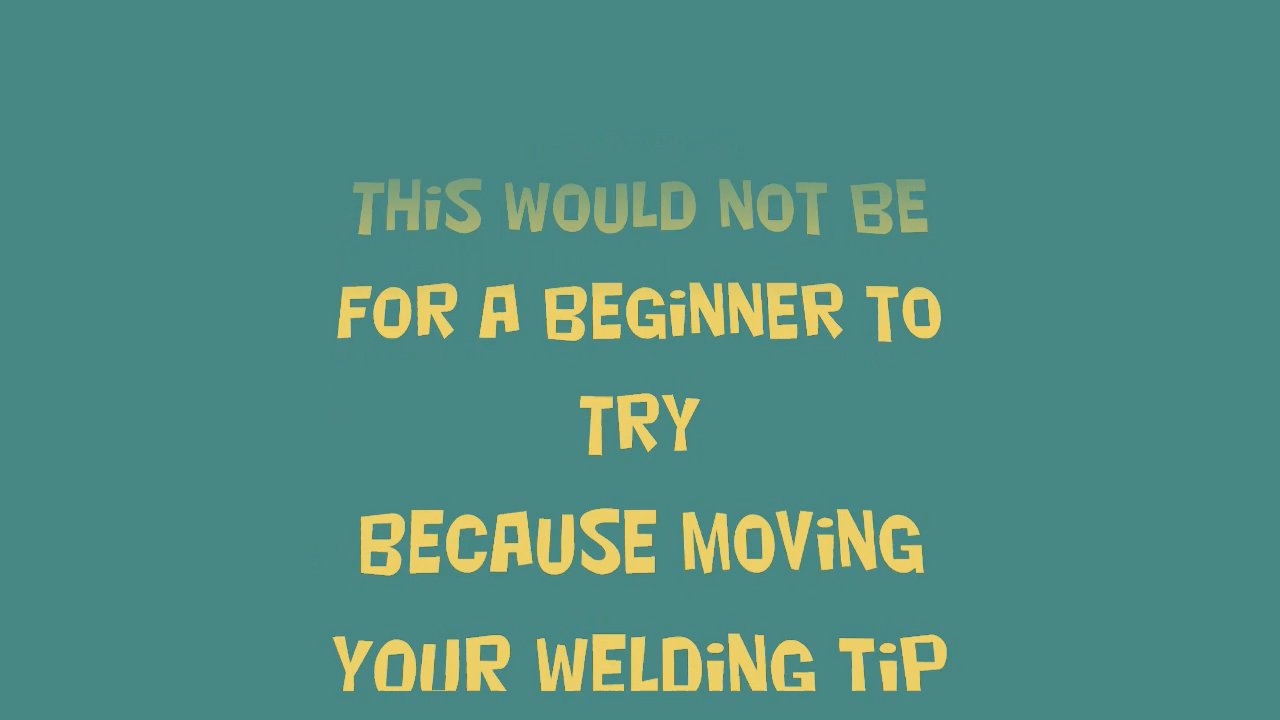 THiS WOULD NOT BE
FOR A BEGiNNER TO
TRY
BECAUSE MOViNG
YOUR WELDiNG TiP